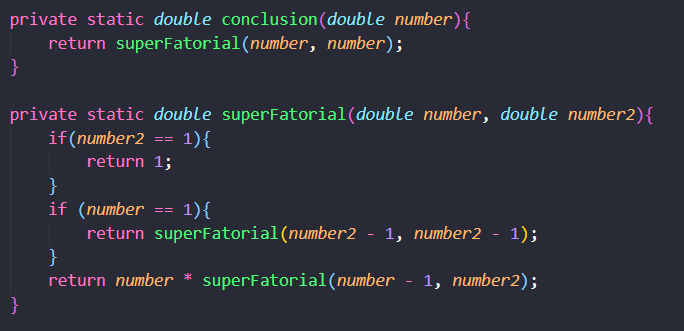 private static double conclusion(double number){
    return superFatorial(number, number);
}

private static double superFatorial(double number, double number2){
    if(number2 == 1){
        return 1;
    }
    if (number == 1){
        return superFatorial(number2 - 1, number2 - 1);
    }
    return number * superFatorial(number - 1, number2);
}